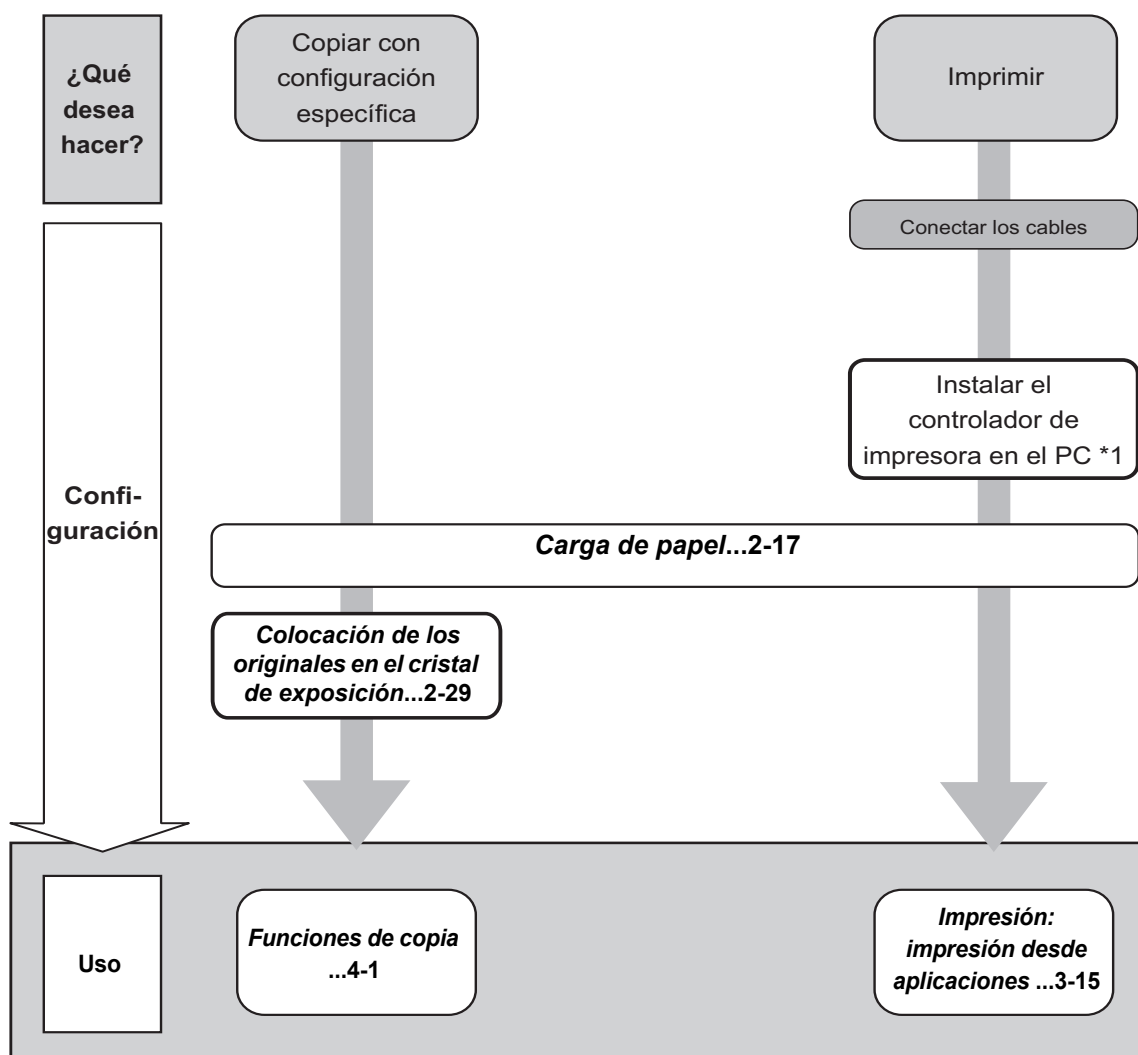 ¿Qué
desea
hacer?
Copiar con
configuración
específica
Imprimir
Conectar los cables
Instalar el
controlador de
impresora en el PC *1
Confi-
guración
Carga de papel...2-17
Colocación de los
originales en el cristal
de exposición...2-29
Uso
Funciones de copia
...4-1
Impresión:
impresión desde
aplicaciones ...3-15